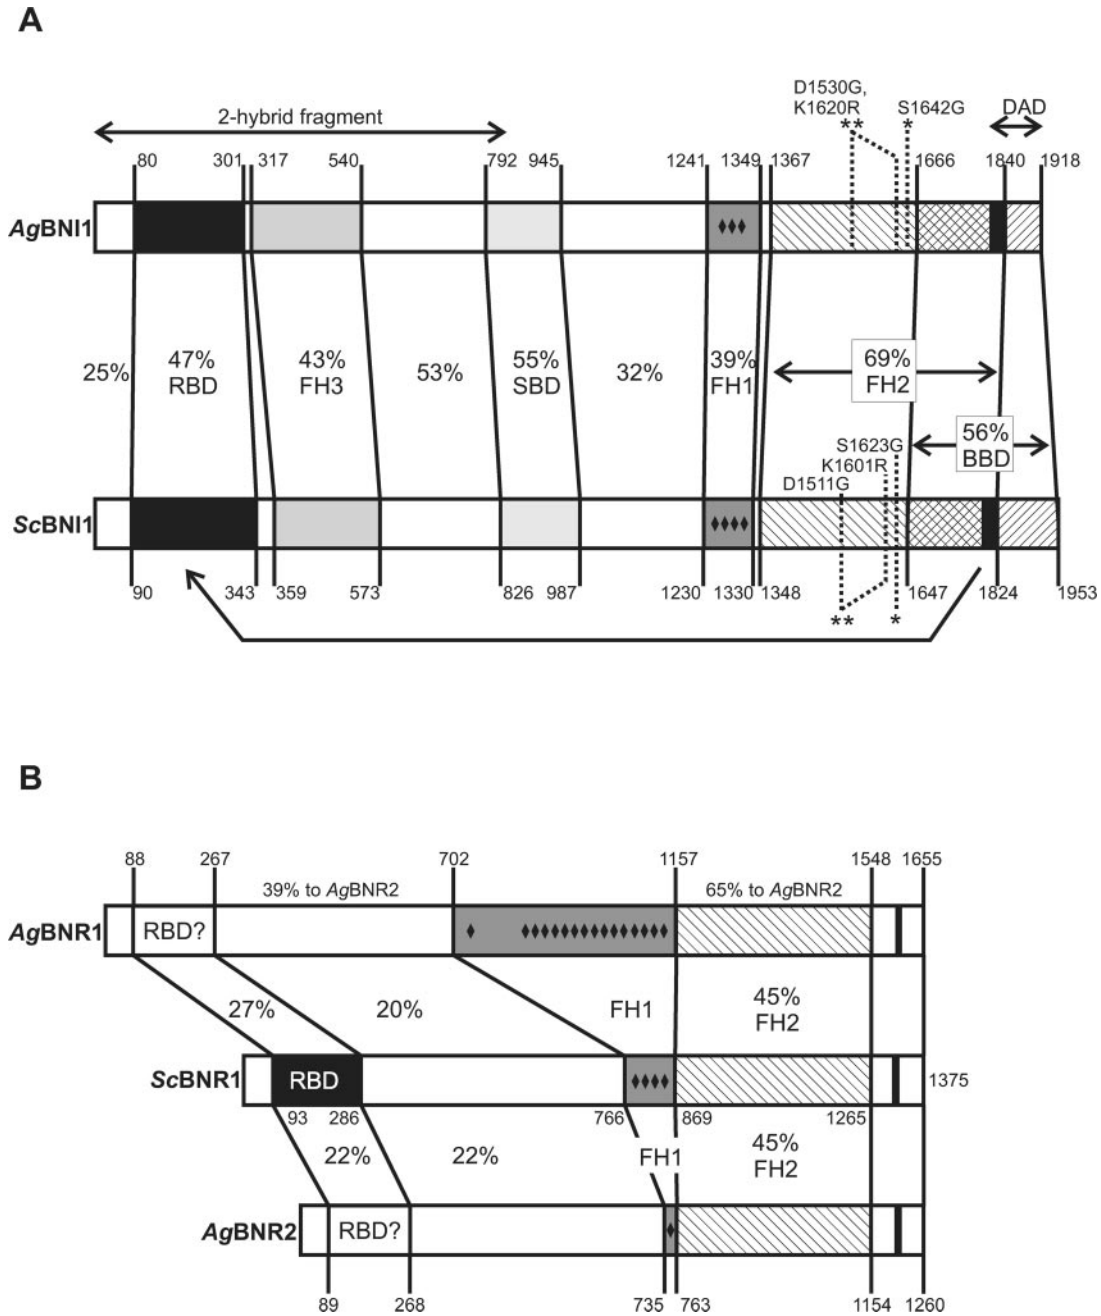 A
D1530G,
K1620R
S1642G
DAD
2-hybrid fragment
** *
80 301 317 540 792 945 1241 1349 1367 1666 1840 1918
AgBNI1
25% 47% 43% 53% 55% 32% 39% 69%
RBD FH3 SBD FH1 FH2
56%
BBD
S1623G
K1601R
D1511G
ScBNI1
90 343 359 573 826 987 1230 1330 1348 1647 1824 1953
** *
B
88 267 702 1157 1548 1655
39% to AgBNR2 65% to AgBNR2
AgBNR1 RBD?
27% 20% FH1 45%
FH2
ScBNR1 RBD 1375
93 286 766 869 1265
22% 22% FH1 45%
FH2
AgBNR2 RBD?
89 268 735 763 1154 1260